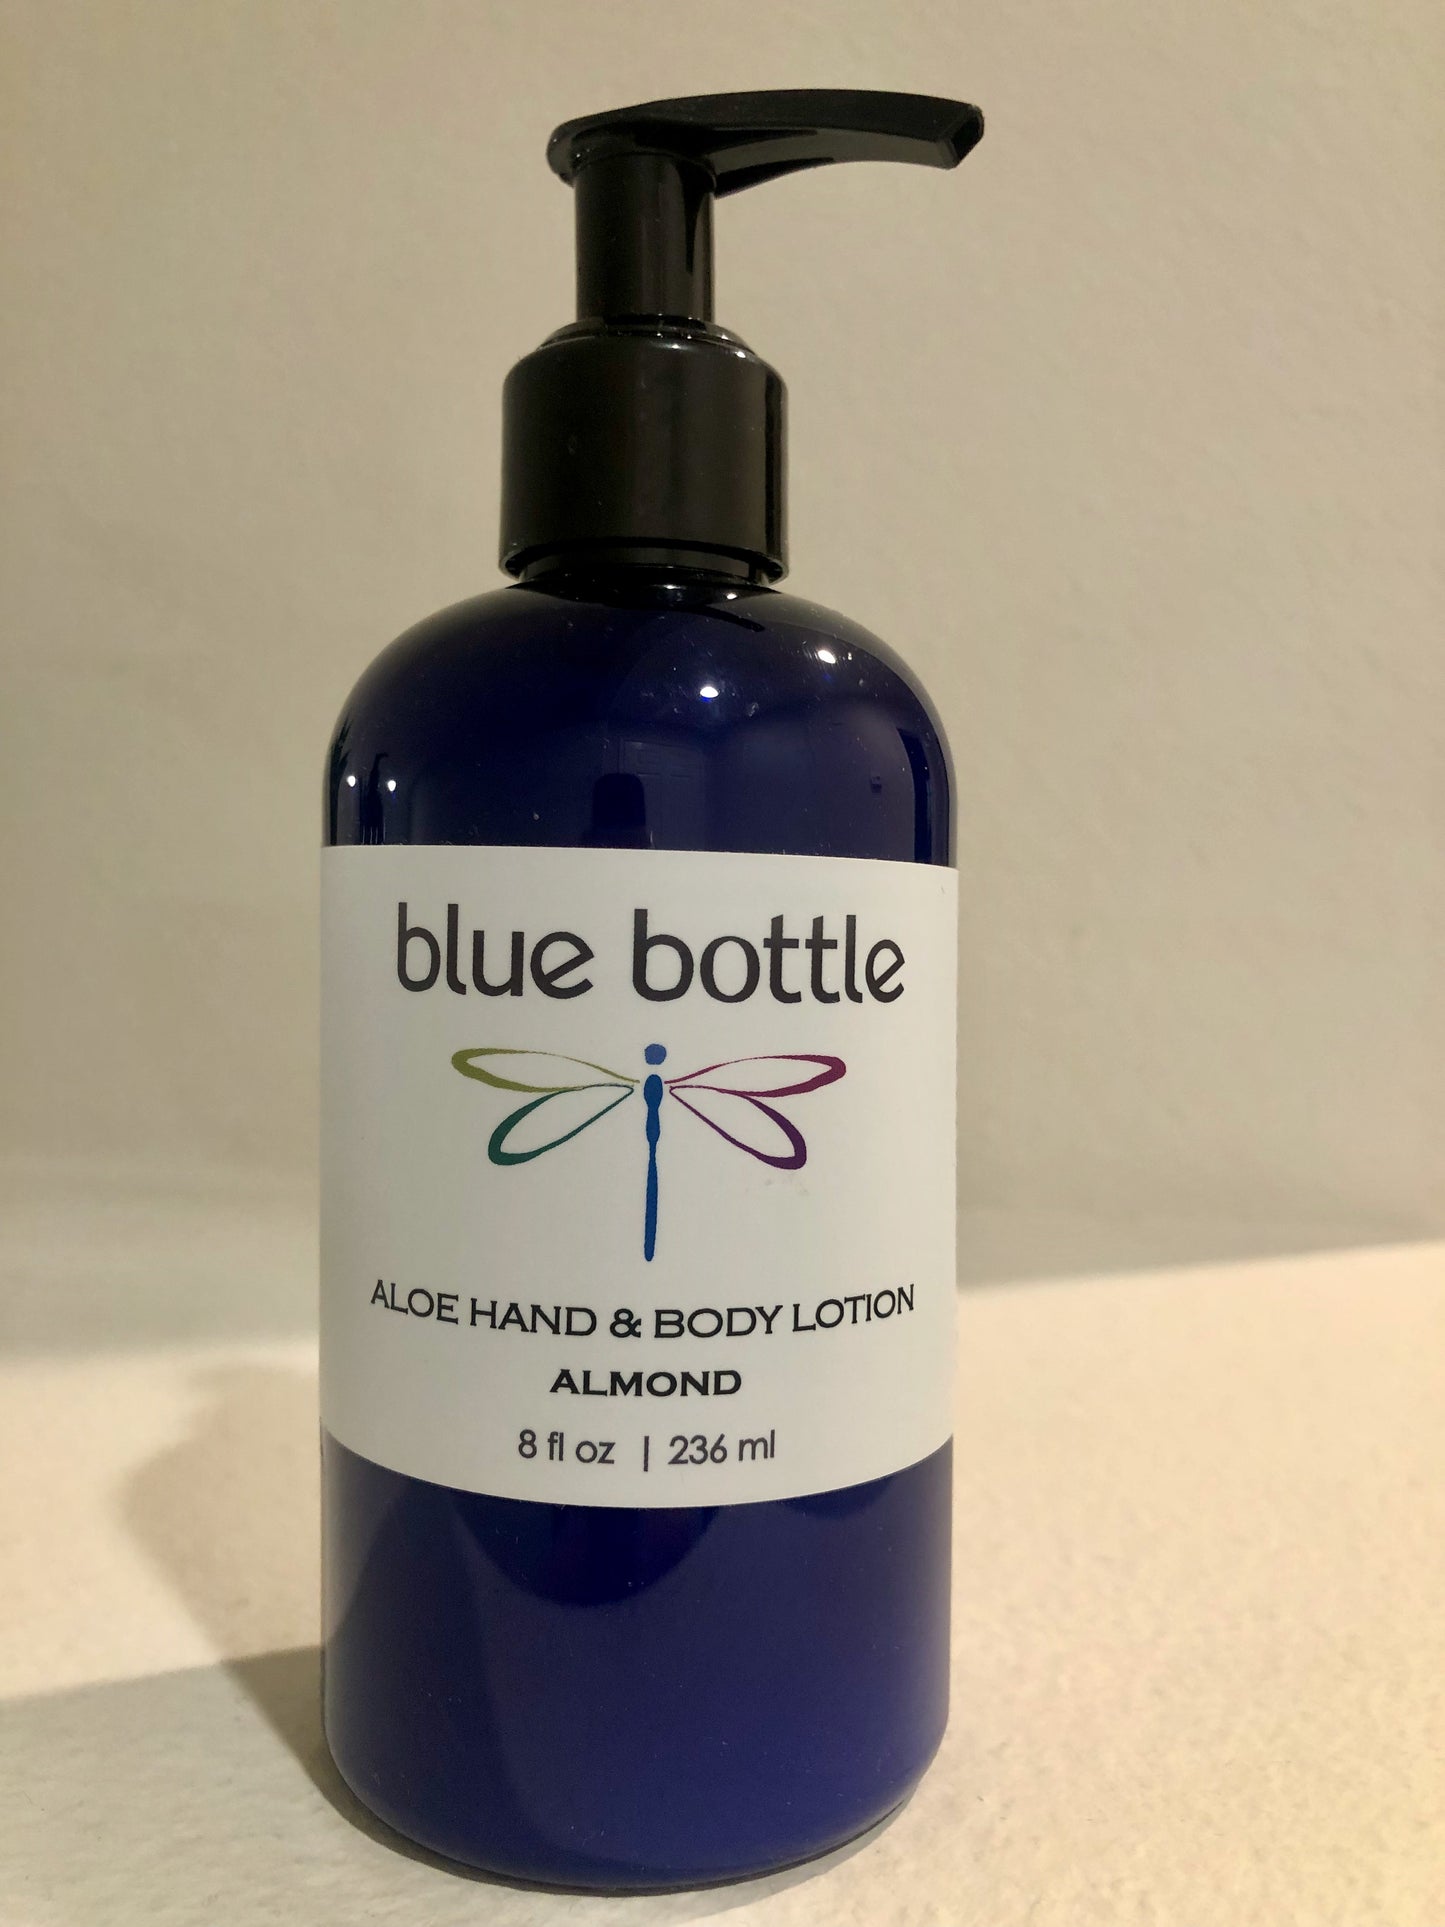 blue bottle
ALOE HAND & BODY LOTION
ALMOND
8 fl oz | 236 ml